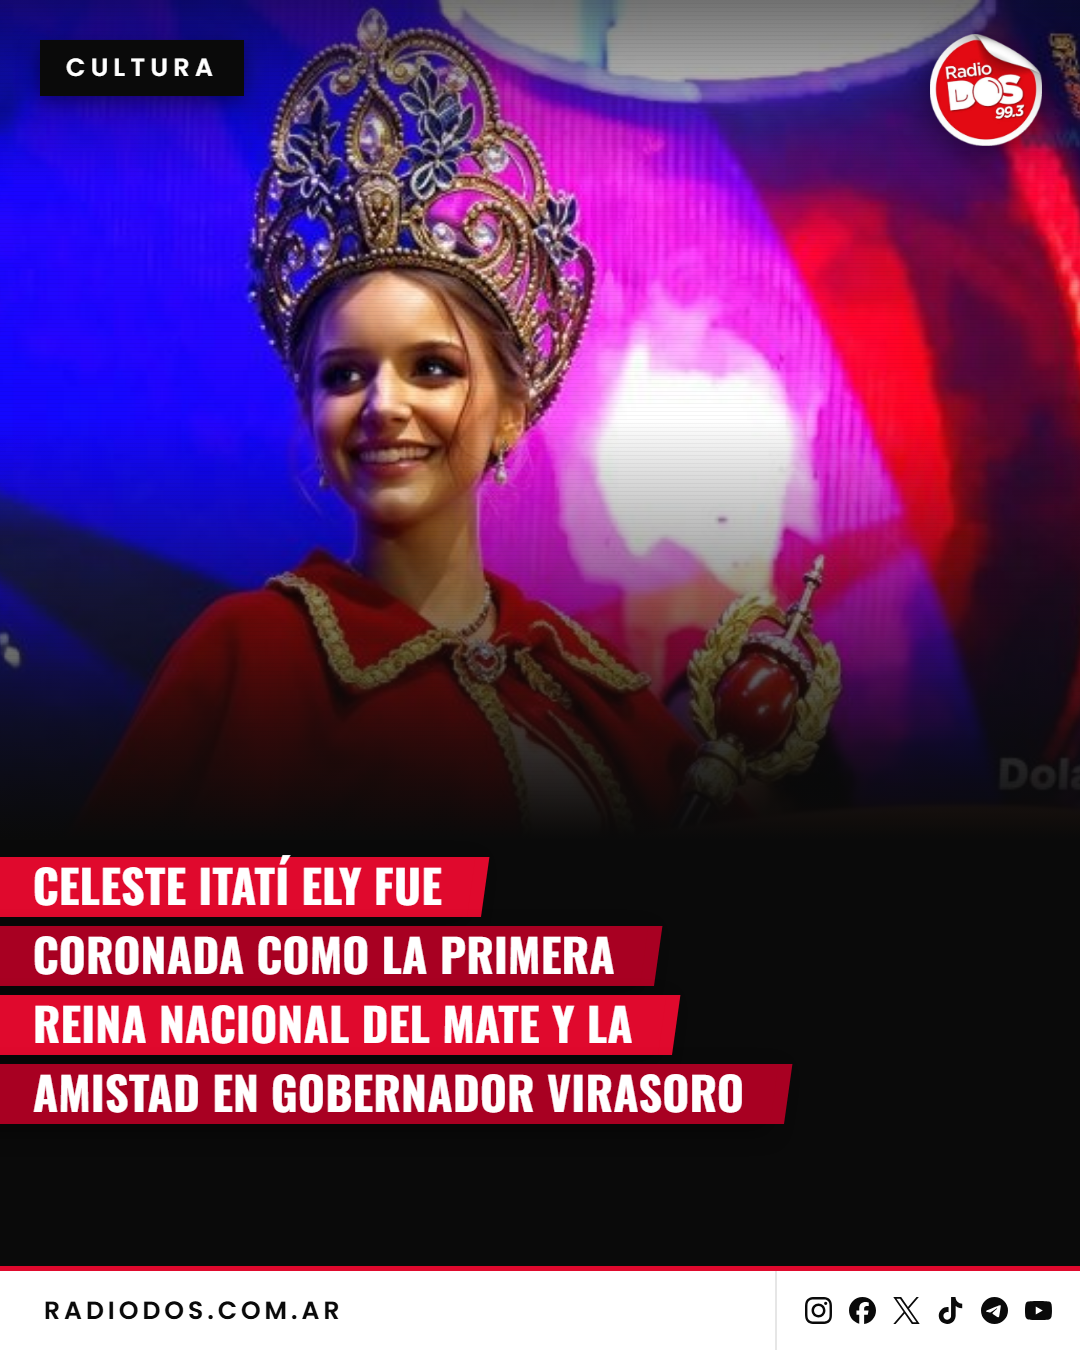 CULTURA
Radio
DOS
99.3
Dola
CELESTE ITATÍ ELY FUE
CORONADA COMO LA PRIMERA
REINA NACIONAL DEL MATE Y LA
AMISTAD EN GOBERNADOR VIRASORO
RADIODOS.COM.AR